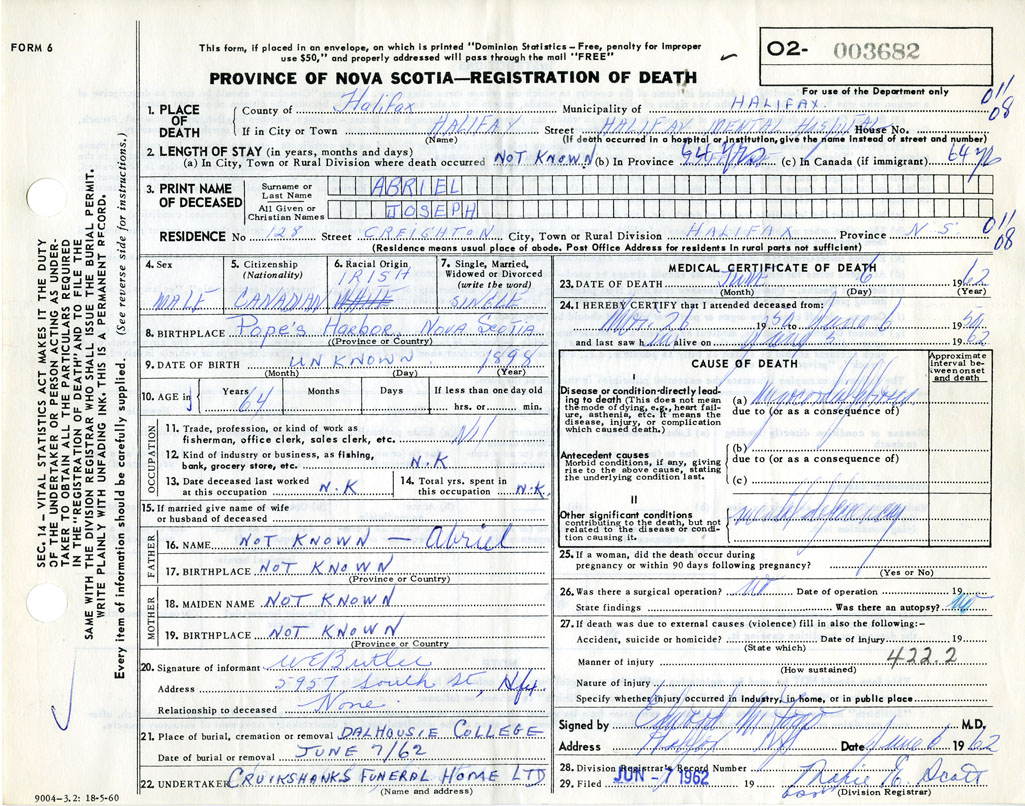 FORM 6
This form, if placed in an envelope, on which is printed "Dominion Statistics – Free, penalty for improper
use $50," and properly addressed will pass through the mail "FREE"
O2- 003682
PROVINCE OF NOVA SCOTIA—REGISTRATION OF DEATH
For use of the Department only
011
08
1. PLACE OF DEATH
County of Halifax Municipality of HALIFAX
If in City or Town HALIFAX Street HALIFAX MENTAL HOSPITAL House No.
(Name) (If death occurred in a hospital or institution, give the name instead of street and number)
2. LENGTH OF STAY (in years, months and days)
(a) In City, Town or Rural Division where death occurred NOT KNOWN (b) In Province 64 yrs (c) In Canada (if immigrant) 64 yrs
3. PRINT NAME OF DECEASED
Surname or Last Name ABRIEL
All Given or Christian Names JOSEPH
RESIDENCE No 128 Street CREIGHTON City, Town or Rural Division HALIFAX Province N S
011
08
(Residence means usual place of abode. Post Office Address for residents in rural parts not sufficient)
4. Sex MALE
5. Citizenship (Nationality) CANADIAN
6. Racial Origin IRISH
7. Single, Married, Widowed or Divorced (write the word) SINGLE
8. BIRTHPLACE Pope's Harbor, Nova Scotia
(Province or Country)
9. DATE OF BIRTH UNKNOWN 1898
(Month) (Day) (Year)
10. AGE in Years 64 Months Days If less than one day old
hrs. or min.
OCCUPATION
11. Trade, profession, or kind of work as
fisherman, office clerk, sales clerk, etc. Nil
12. Kind of industry or business, as fishing,
bank, grocery store, etc. N.K
13. Date deceased last worked
at this occupation N.K
14. Total yrs. spent in
this occupation N.K.
15. If married give name of wife
or husband of deceased
FATHER
16. NAME NOT KNOWN — Abriel
17. BIRTHPLACE NOT KNOWN
(Province or Country)
MOTHER
18. MAIDEN NAME NOT KNOWN
19. BIRTHPLACE NOT KNOWN
(Province or Country
20. Signature of informant W E Butler
Address 5957 South St, Hfx
Relationship to deceased None.
21. Place of burial, cremation or removal DALHOUSIE COLLEGE
Date of burial or removal JUNE 7/62
22. UNDERTAKER CRUIKSHANKS FUNERAL HOME LTD
(Name and address)
9004-3.2: 18-5-60
MEDICAL CERTIFICATE OF DEATH
23. DATE OF DEATH June 6 1962
(Month) (Day) (Year)
24. I HEREBY CERTIFY that I attended deceased from:
26 1950 to June 6 19
and last saw h im alive on 5 1962
CAUSE OF DEATH
Approximate interval between onset and death
I
Disease or condition directly leading to death (This does not mean the mode of dying, e.g., heart failure, asthenia, etc. It means the disease, injury, or complication which caused death.)
(a)
due to (or as a consequence of)
Antecedent causes
Morbid conditions, if any, giving rise to the above cause, stating the underlying condition last.
(b)
due to (or as a consequence of)
(c)
II
Other significant conditions
contributing to the death, but not related to the disease or condition causing it.
mental deficiency
25. If a woman, did the death occur during
pregnancy or within 90 days following pregnancy?
(Yes or No)
26. Was there a surgical operation? no Date of operation 19
State findings Was there an autopsy? no
27. If death was due to external causes (violence) fill in also the following:-
Accident, suicide or homicide? Date of injury 19
(State which)
422.2
Manner of injury
(How sustained)
Nature of injury
Specify whether injury occurred in industry, in home, or in public place
Signed by M.D.
Address Halifax NS Date June 6 1962
28. Division Registrar's Record Number
29. Filed JUN -7 1962 19 Marie E. Scott
(Division Registrar)
SEC. 14 – VITAL STATISTICS ACT MAKES IT THE DUTY
OF THE UNDERTAKER OR PERSON ACTING AS UNDER-
TAKER TO OBTAIN ALL THE PARTICULARS REQUIRED
IN THE "REGISTRATION OF DEATH" AND TO FILE THE
SAME WITH THE DIVISION REGISTRAR WHO SHALL ISSUE THE BURIAL PERMIT.
WRITE PLAINLY WITH UNFADING INK. THIS IS A PERMANENT RECORD.
Every item of information should be carefully supplied. (See reverse side for instructions.)